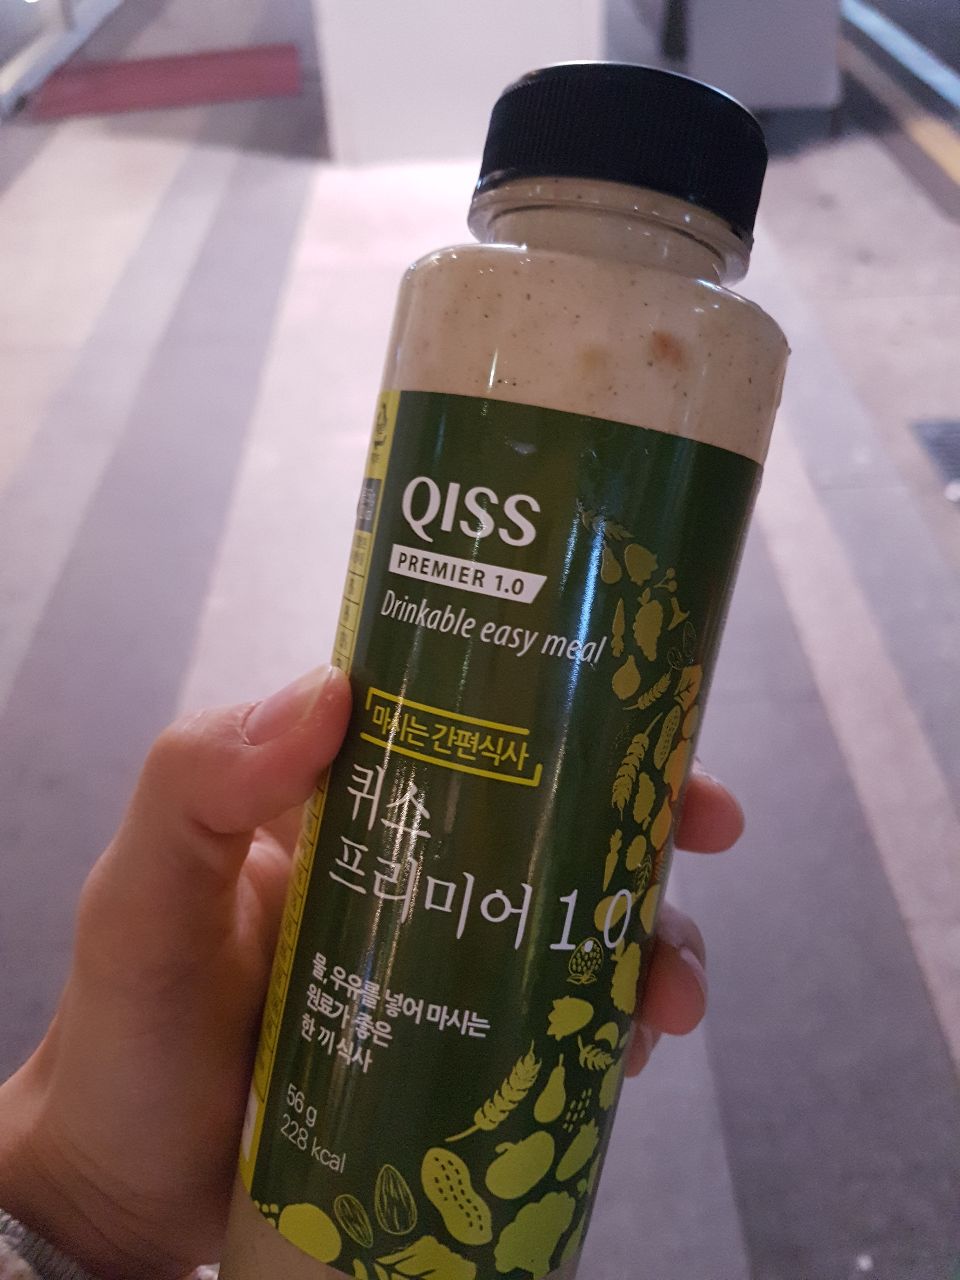 QISS
PREMIER 1.0
Drinkable easy meal
마시는 간편식사
퀴슈
프리미어 1.0
물, 우유를 넣어 마시는
원료가 좋은
한 끼 식사
56 g
228 kcal